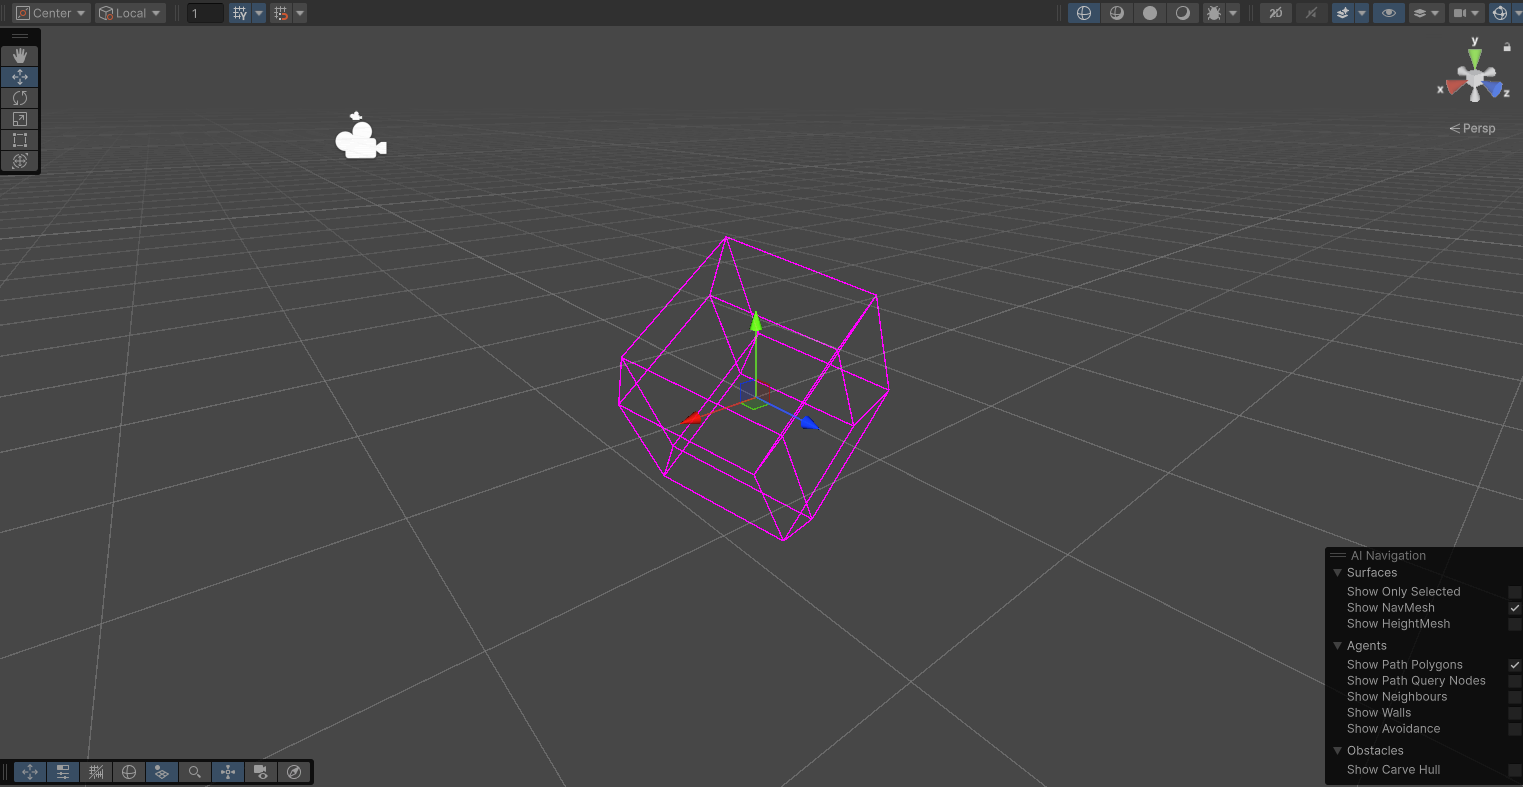 Center
Local
1
2D
y
x
z
Persp
AI Navigation
Surfaces
Show Only Selected
Show NavMesh
Show HeightMesh
Agents
Show Path Polygons
Show Path Query Nodes
Show Neighbours
Show Walls
Show Avoidance
Obstacles
Show Carve Hull